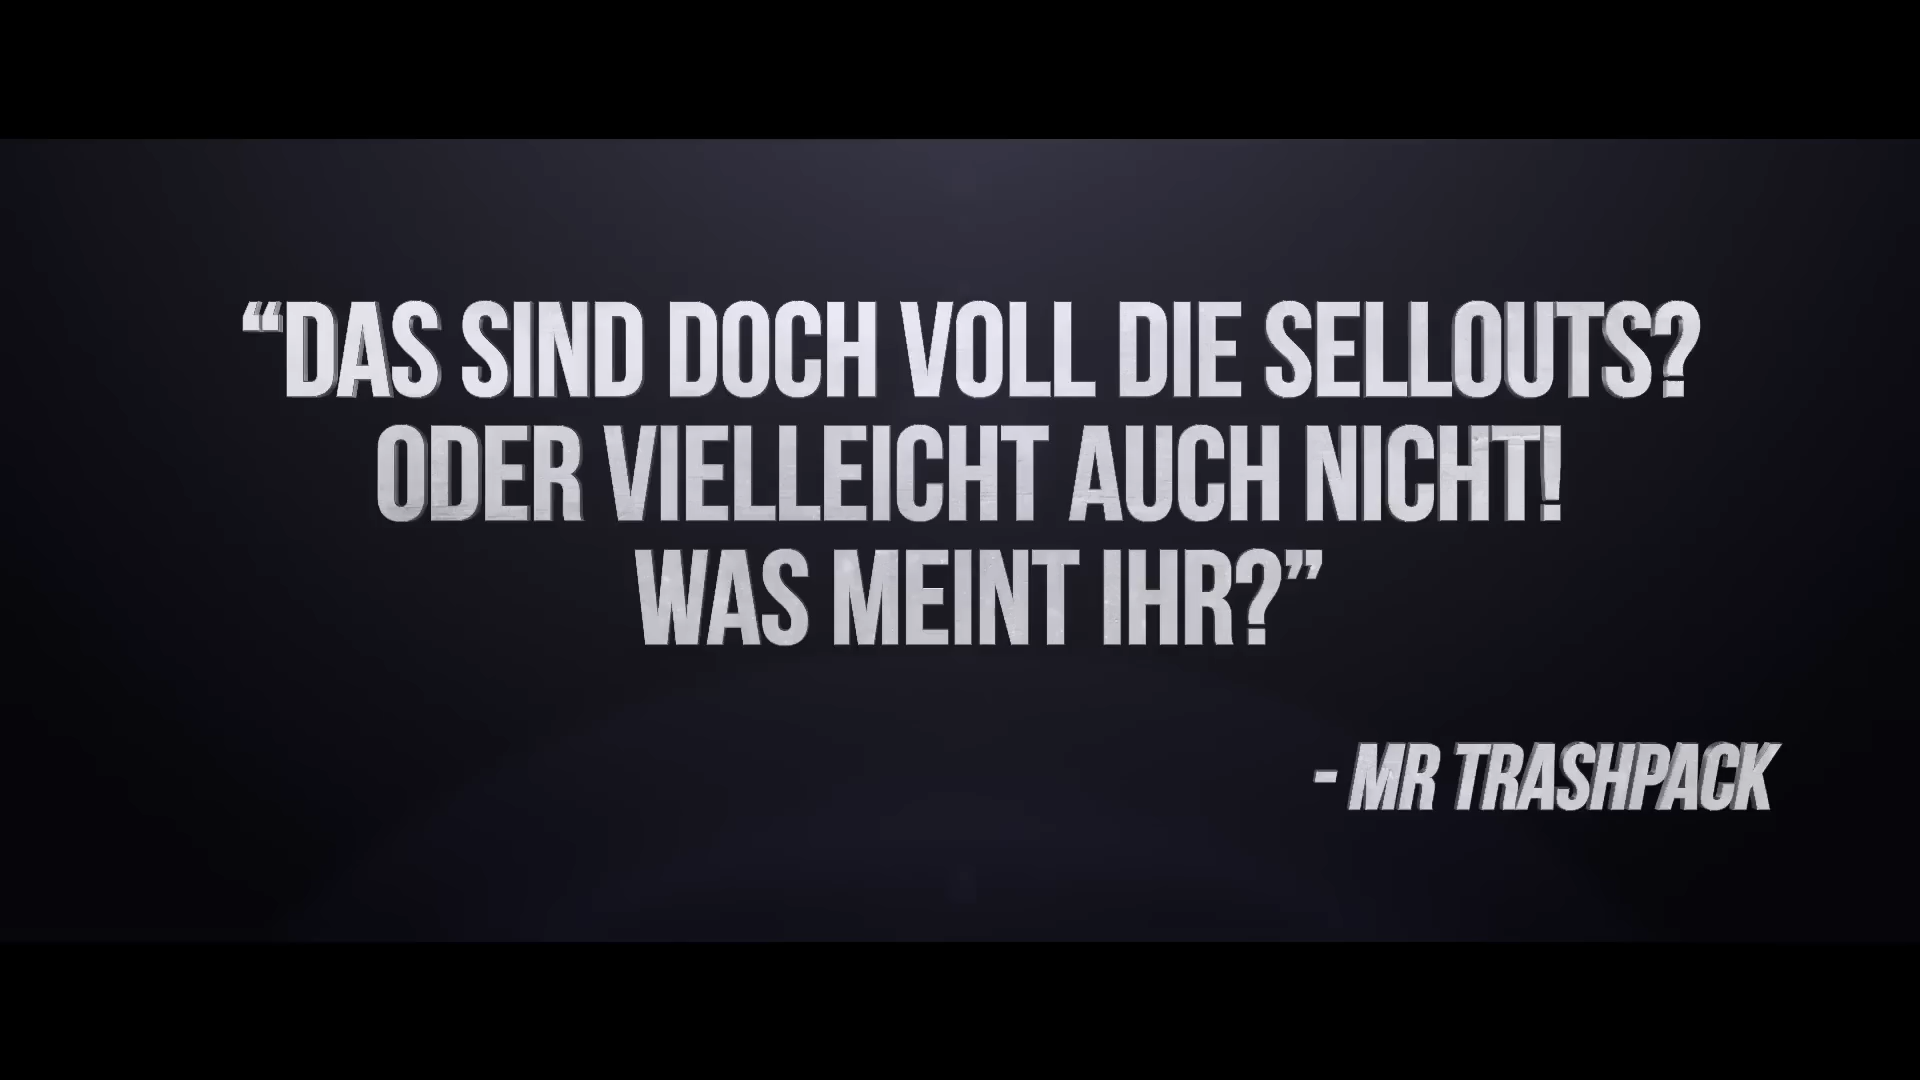 “DAS SIND DOCH VOLL DIE SELLOUTS?
ODER VIELLEICHT AUCH NICHT!
WAS MEINT IHR?”
- MR TRASHPACK